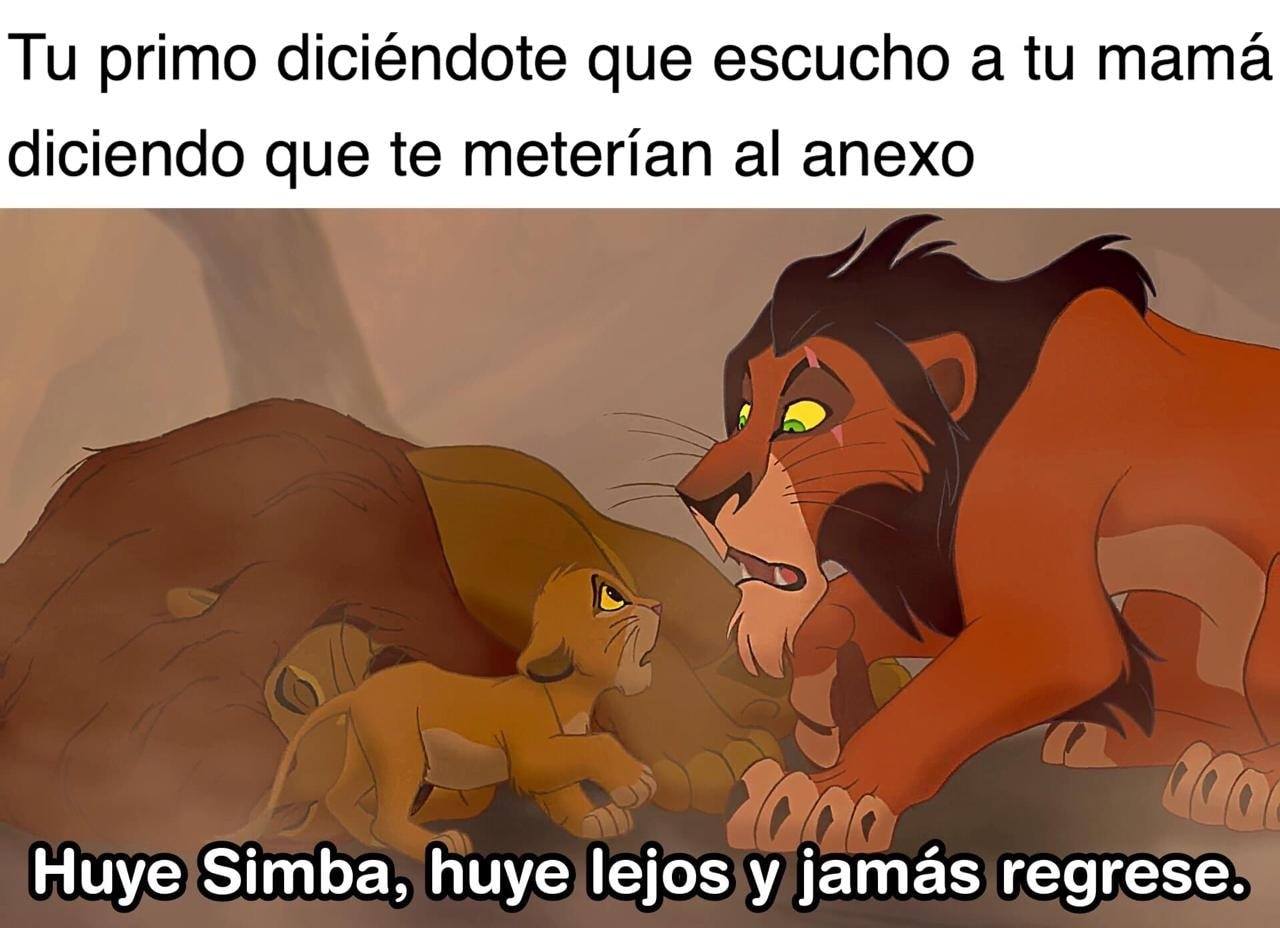 Tu primo diciéndote que escucho a tu mamá
diciendo que te meterían al anexo
Huye Simba, huye lejos y jamás regrese.